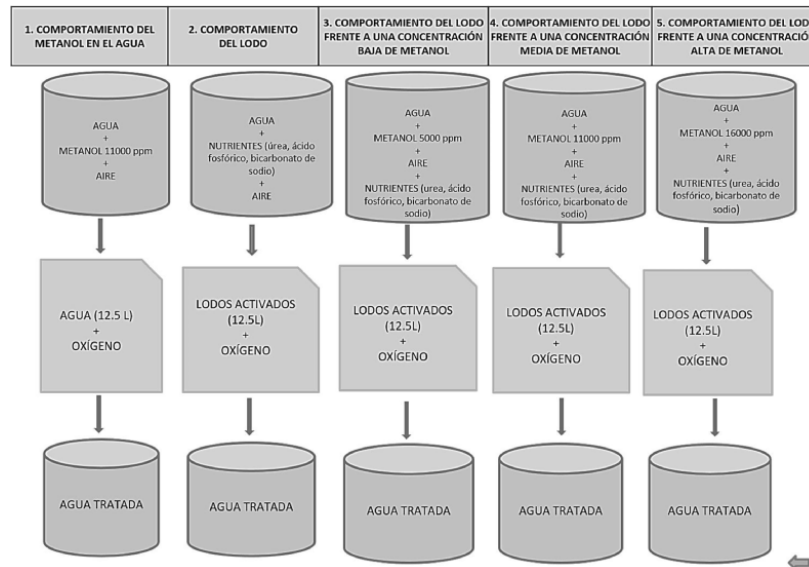 1. COMPORTAMIENTO DEL
METANOL EN EL AGUA
2. COMPORTAMIENTO
DEL LODO
3. COMPORTAMIENTO DEL LODO
FRENTE A UNA CONCENTRACIÓN
BAJA DE METANOL
4. COMPORTAMIENTO DEL LODO
FRENTE A UNA CONCENTRACIÓN
MEDIA DE METANOL
5. COMPORTAMIENTO DEL LOD
FRENTE A UNA CONCENTRACIÓ
ALTA DE METANOL
AGUA
+
METANOL 11000 ppm
+
AIRE
AGUA
+
NUTRIENTES (úrea, ácido
fosfórico, bicarbonato de
sodio)
+
AIRE
AGUA
+
METANOL 5000 ppm
+
AIRE
+
NUTRIENTES (urea, ácido
fosfórico, bicarbonato de
sodio)
AGUA
+
METANOL 11000 ppm
+
AIRE
+
NUTRIENTES (urea, ácido
fosfórico, bicarbonato de
sodio)
AGUA
+
METANOL 16000 ppm
+
AIRE
+
NUTRIENTES (urea, ácido
fosfórico, bicarbonato de
sodio)
AGUA (12.5 L)
+
OXÍGENO
LODOS ACTIVADOS
(12.5L)
+
OXÍGENO
LODOS ACTIVADOS
(12.5L)
+
OXÍGENO
LODOS ACTIVADOS
(12.5L)
+
OXÍGENO
LODOS ACTIVADOS
(12.5L)
+
OXÍGENO
AGUA TRATADA
AGUA TRATADA
AGUA TRATADA
AGUA TRATADA
AGUA TRATADA